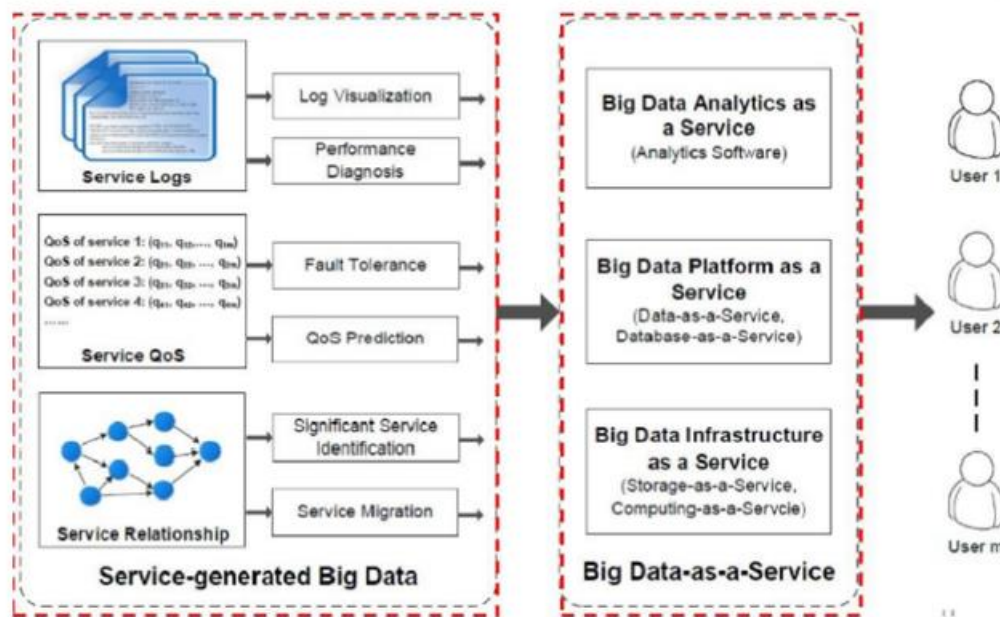 Service Logs
Log Visualization
Performance
Diagnosis
QoS of service 1: (q₁₁, q₁₂,..., q₁ₘ)
QoS of service 2: (q₂₁, q₂₂, ..., q₂ₘ)
QoS of service 3: (q₃₁, q₃₂, ..., q₃ₘ)
QoS of service 4: (q₄₁, q₄₂, ..., q₄ₘ)
......
Service QoS
Fault Tolerance
QoS Prediction
Service Relationship
Significant Service
Identification
Service Migration
Service-generated Big Data
Big Data Analytics as
a Service
(Analytics Software)
Big Data Platform as a
Service
(Data-as-a-Service,
Database-as-a-Service)
Big Data Infrastructure
as a Service
(Storage-as-a-Service,
Computing-as-a-Servcie)
Big Data-as-a-Service
User 1
User 2
User m